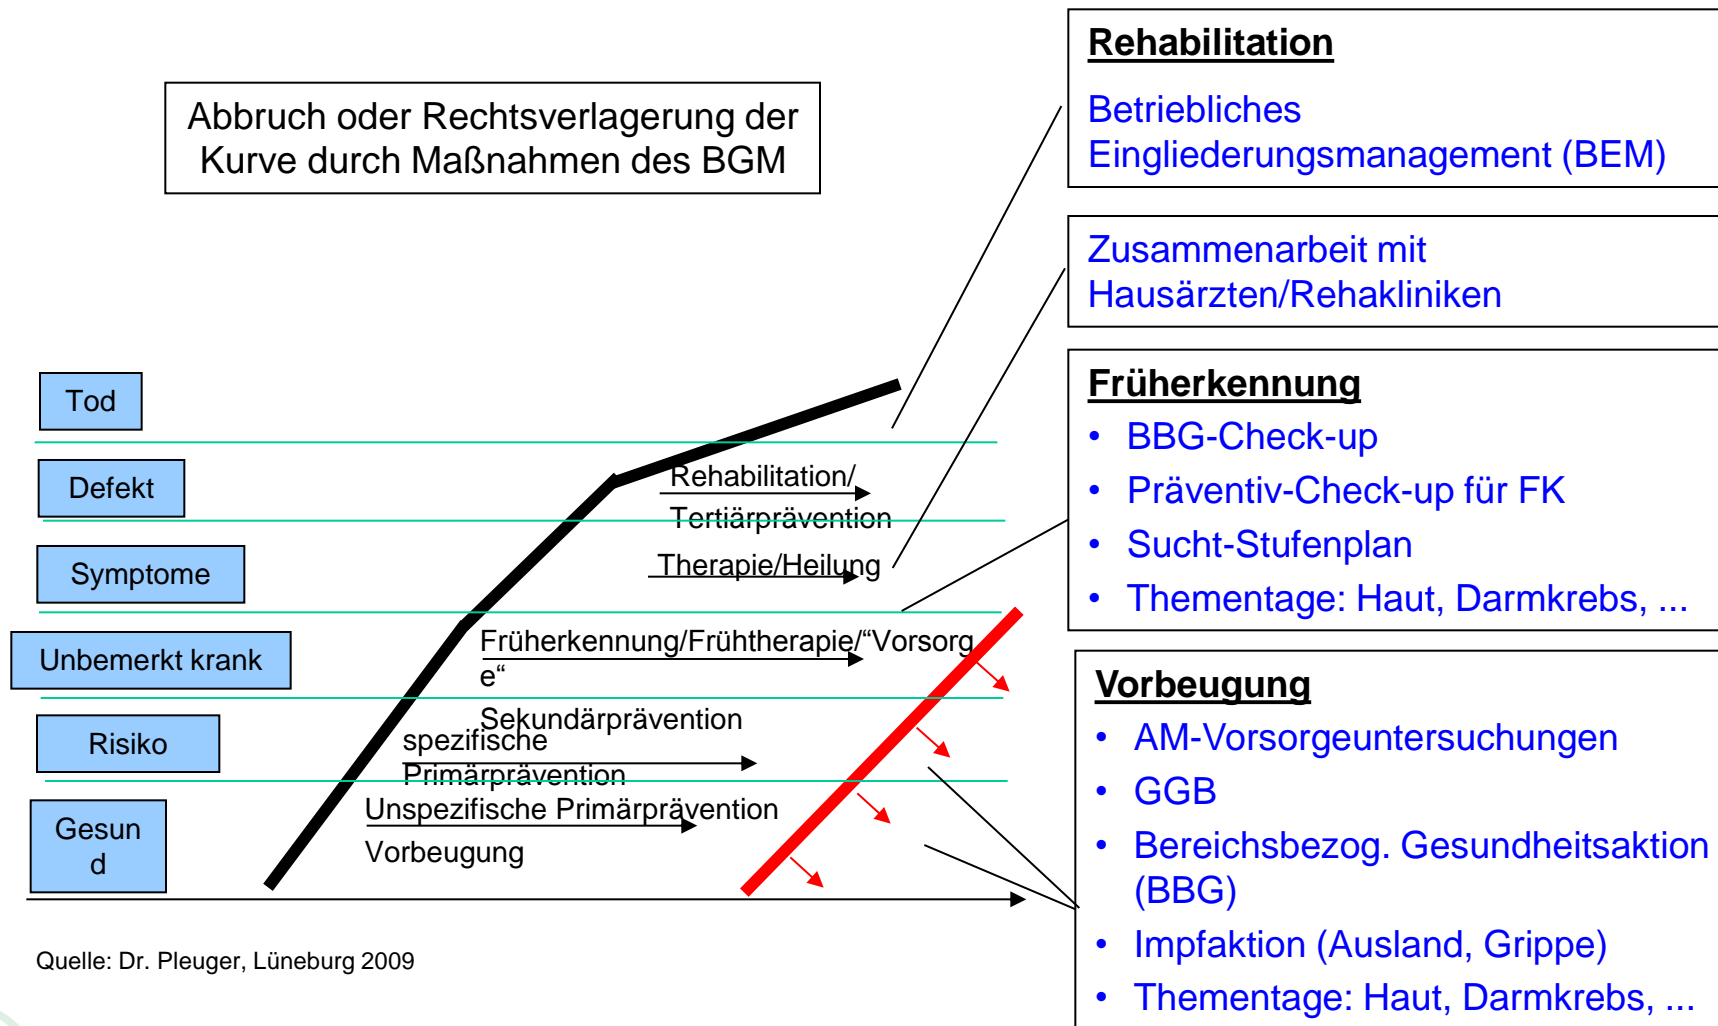 Abbruch oder Rechtsverlagerung der
Kurve durch Maßnahmen des BGM
Tod
Defekt
Symptome
Unbemerkt krank
Risiko
Gesun
d
Rehabilitation/
Tertiärprävention
Therapie/Heilung
Früherkennung/Frühtherapie/“Vorsorg
e“
Sekundärprävention
spezifische
Primärprävention
Unspezifische Primärprävention
Vorbeugung
Quelle: Dr. Pleuger, Lüneburg 2009
Rehabilitation
Betriebliches
Eingliederungsmanagement (BEM)
Zusammenarbeit mit
Hausärzten/Rehakliniken
Früherkennung
• BBG-Check-up
• Präventiv-Check-up für FK
• Sucht-Stufenplan
• Thementage: Haut, Darmkrebs, ...
Vorbeugung
• AM-Vorsorgeuntersuchungen
• GGB
• Bereichsbezog. Gesundheitsaktion
(BBG)
• Impfaktion (Ausland, Grippe)
• Thementage: Haut, Darmkrebs, ...